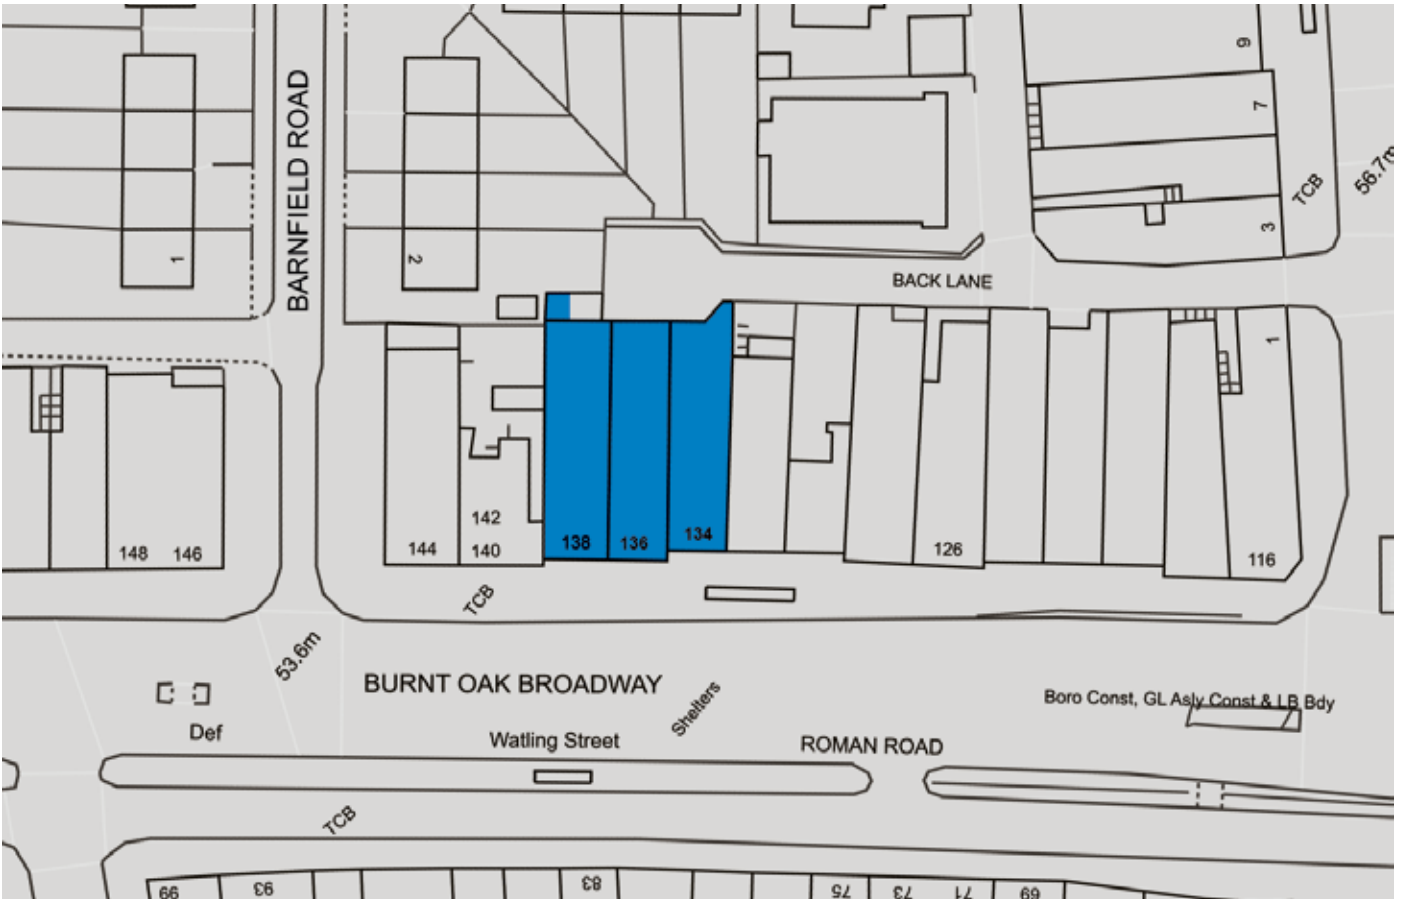 9
7
BARNFIELD ROAD
56.7m
TCB
3
1
2
BACK LANE
1
148
146
144
142
140
138
136
134
126
116
TCB
53.6m
BURNT OAK BROADWAY
Shelters
Boro Const, GL Asly Const & LB Bdy
Def
Watling Street
ROMAN ROAD
TCB
99
93
83
75
73
71
69